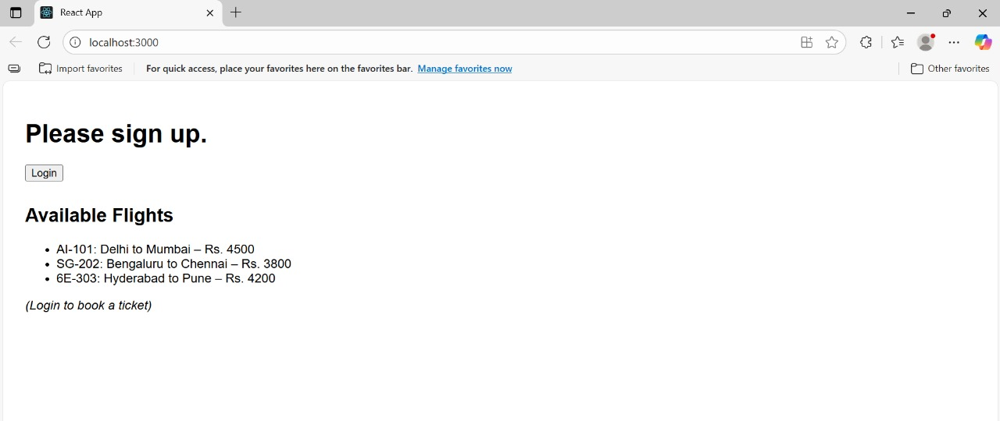 React App
localhost:3000
Import favorites
For quick access, place your favorites here on the favorites bar. Manage favorites now
Other favorites
Please sign up.
Login
Available Flights
• AI-101: Delhi to Mumbai – Rs. 4500
• SG-202: Bengaluru to Chennai – Rs. 3800
• 6E-303: Hyderabad to Pune – Rs. 4200
(Login to book a ticket)